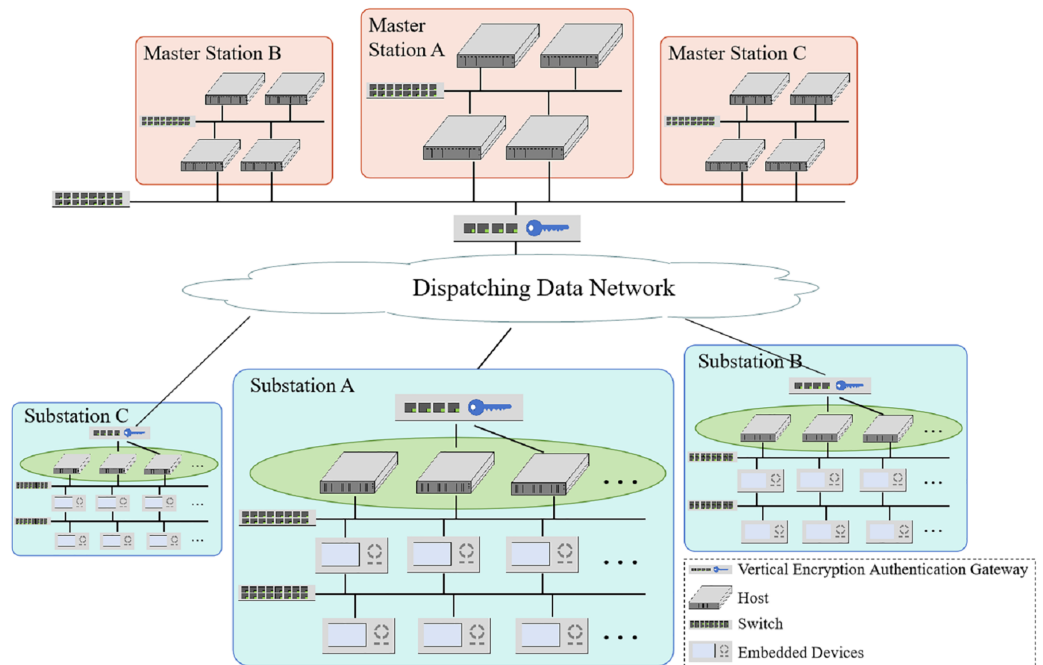 Master Station B
Master
Station A
Master Station C
Dispatching Data Network
Substation C
Substation A
Substation B
...
...
...
...
...
...
...
...
...
Vertical Encryption Authentication Gateway
Host
Switch
Embedded Devices